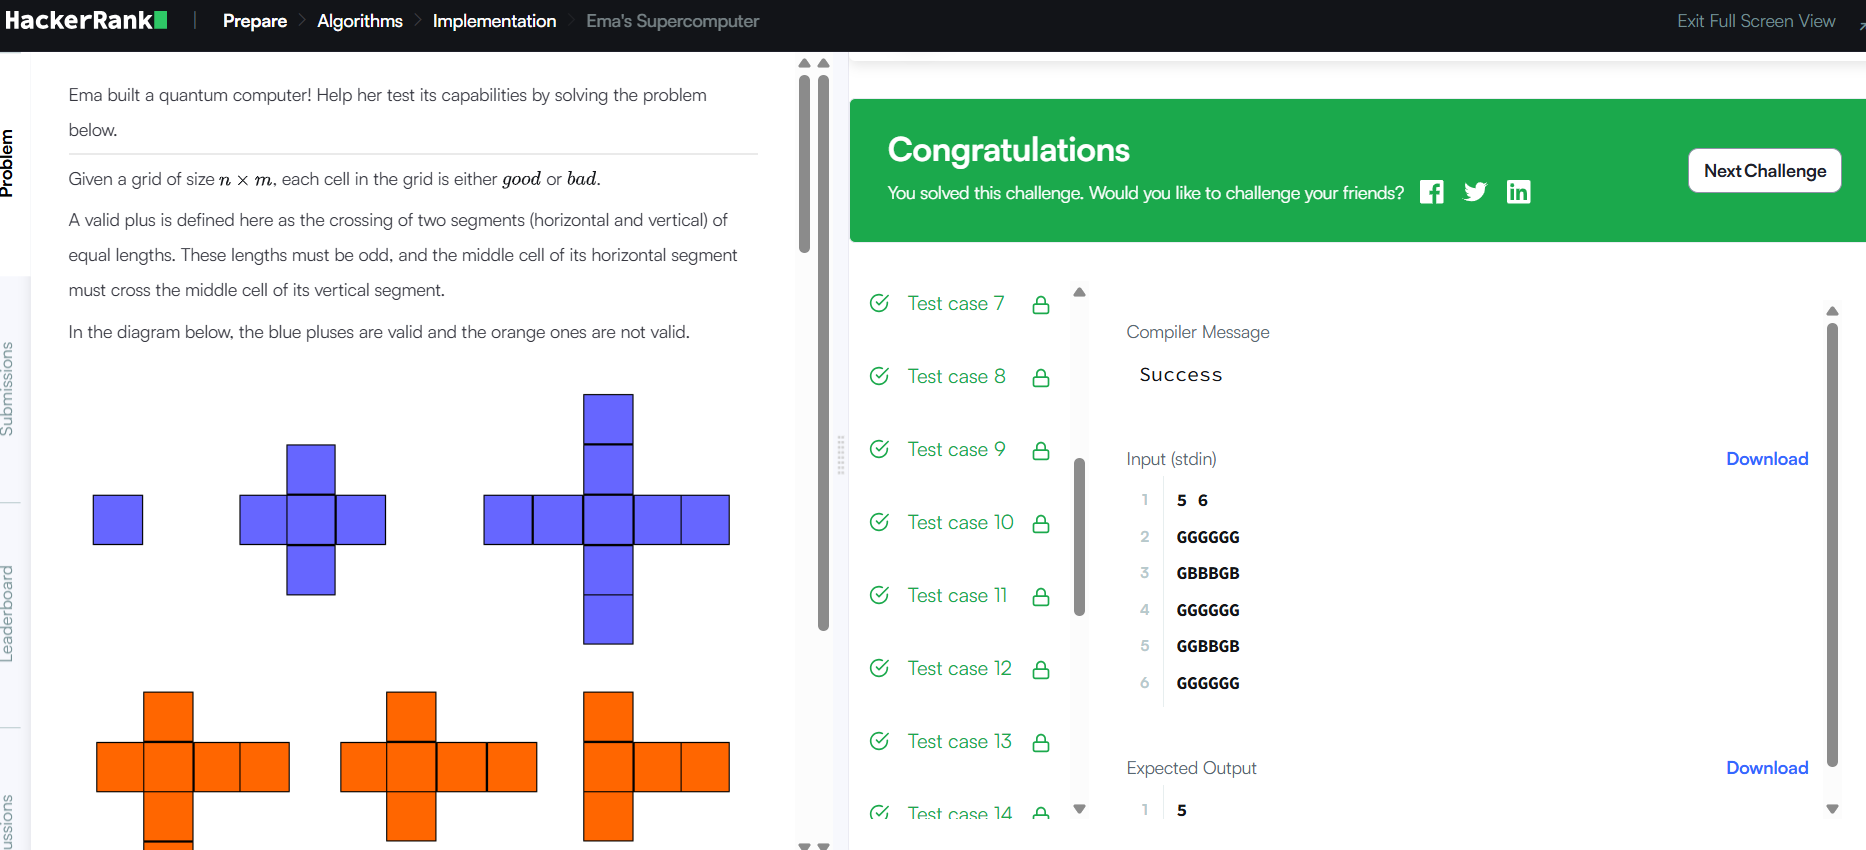 HackerRank
Prepare
Algorithms
Implementation
Ema's Supercomputer
Exit Full Screen View
Problem
Submissions
Leaderboard
ussions
Ema built a quantum computer! Help her test its capabilities by solving the problem
below.
Given a grid of size n × m, each cell in the grid is either good or bad.
A valid plus is defined here as the crossing of two segments (horizontal and vertical) of
equal lengths. These lengths must be odd, and the middle cell of its horizontal segment
must cross the middle cell of its vertical segment.
In the diagram below, the blue pluses are valid and the orange ones are not valid.
Congratulations
You solved this challenge. Would you like to challenge your friends?
Next Challenge
Test case 7
Test case 8
Test case 9
Test case 10
Test case 11
Test case 12
Test case 13
Test case 14
Compiler Message
Success
Input (stdin)
Download
1 5 6
2 GGGGGG
3 GBBBGB
4 GGGGGG
5 GGBBGB
6 GGGGGG
Expected Output
Download
1 5